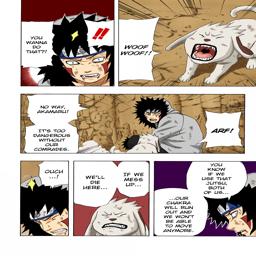 YOU
WANNA
DO
THAT?!
!!
WOOF
WOOF!!
NO WAY,
AKAMARU!
IT'S TOO
DANGEROUS
WITHOUT
OUR
COMRADES.
ARF!
YOU
KNOW
IF WE
USE THAT
JUTSU,
BOTH
OF US...
...OUR
CHAKRA
WILL RUN
OUT AND WE
WON'T BE
ABLE TO
MOVE
ANYMORE.
IF WE
MESS
UP...
WE'LL
DIE
HERE...
OUCH
...!